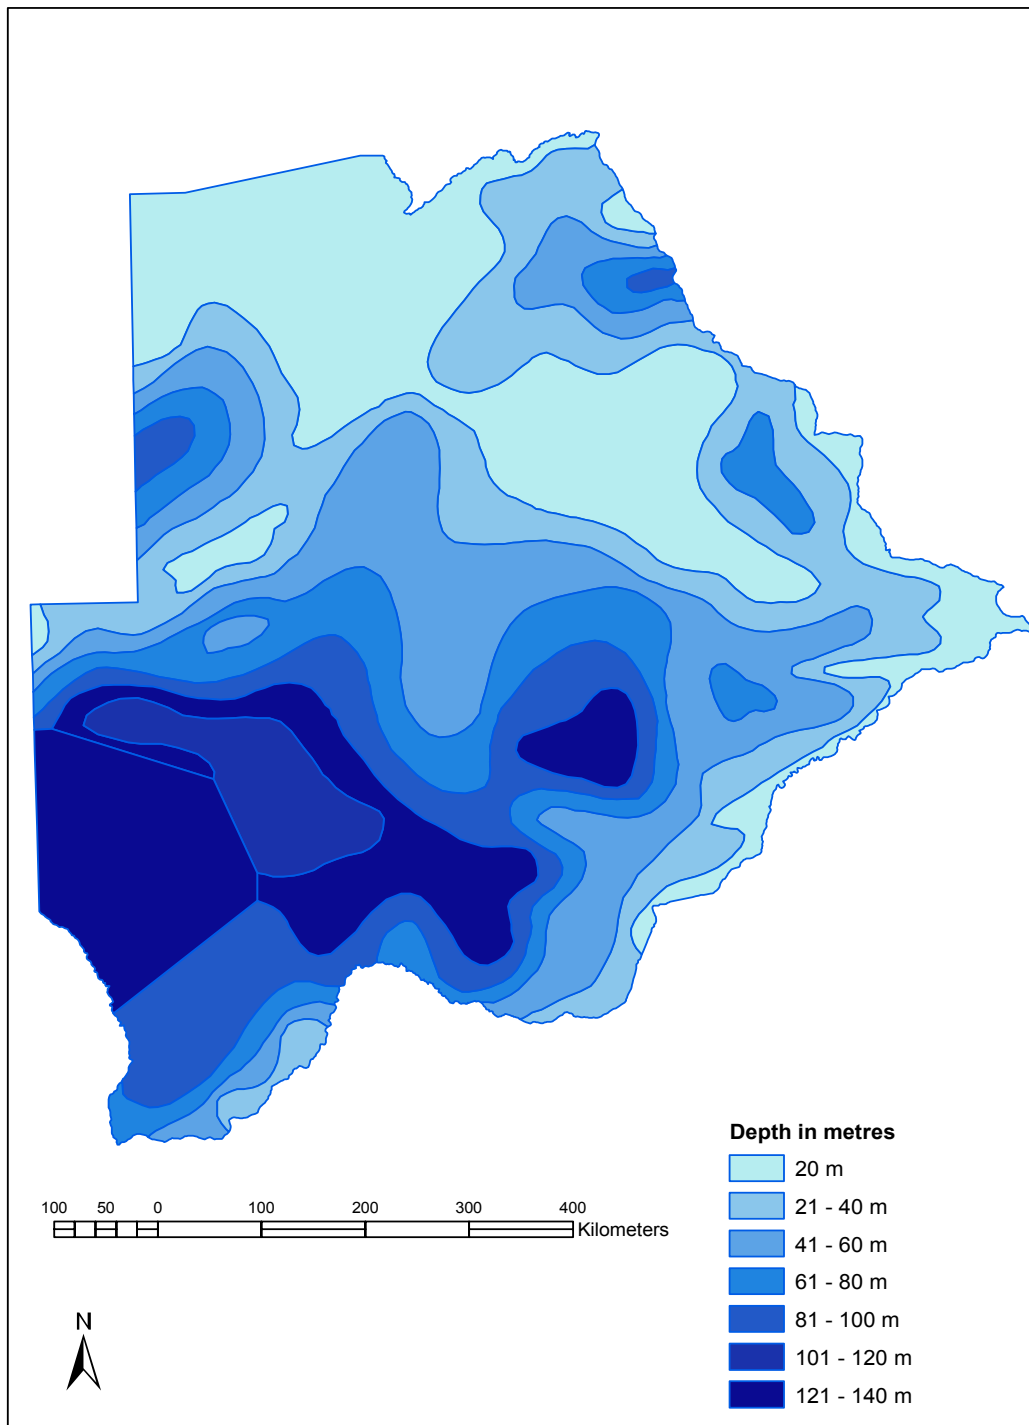 Depth in metres
20 m
21 - 40 m
41 - 60 m
61 - 80 m
81 - 100 m
101 - 120 m
121 - 140 m
100 50 0 100 200 300 400
Kilometers
N